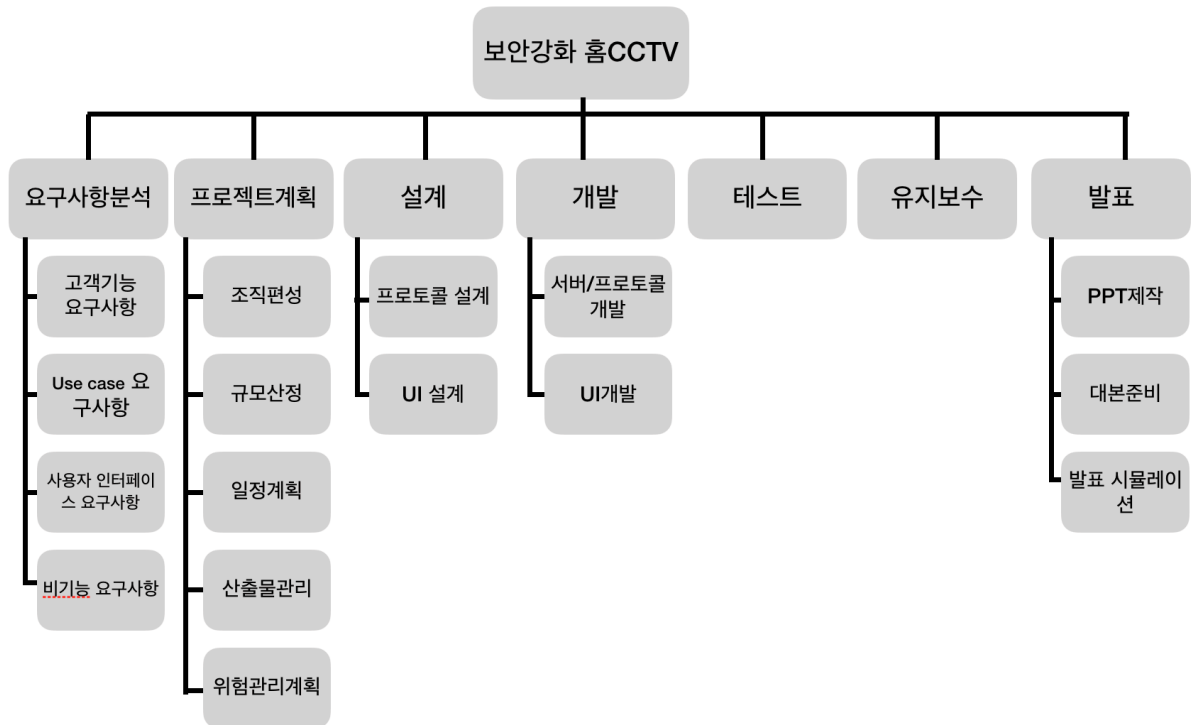 보안강화 홈CCTV
요구사항분석
프로젝트계획
설계
개발
테스트
유지보수
발표
고객기능
요구사항
Use case 요
구사항
사용자 인터페이
스 요구사항
비기능 요구사항
조직편성
규모산정
일정계획
산출물관리
위험관리계획
프로토콜 설계
UI 설계
서버/프로토콜
개발
UI개발
PPT제작
대본준비
발표 시뮬레이
션